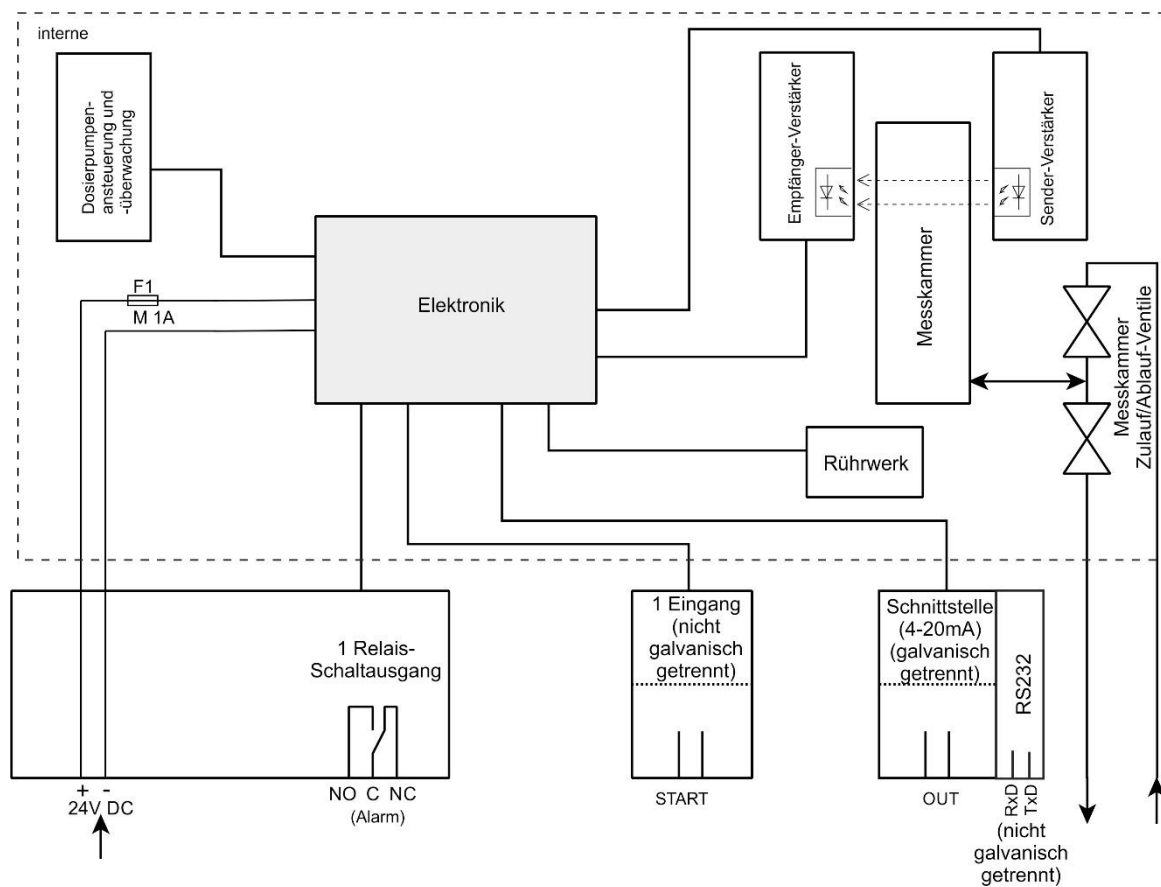 interne
Dosierpumpen-
ansteuerung und
-überwachung
Empfänger-Verstärker
Messkammer
Sender-Verstärker
F1
M 1A
Elektronik
Messkammer
Zulauf/Ablauf-Ventile
Rührwerk
1 Relais-
Schaltausgang
1 Eingang
(nicht
galvanisch
getrennt)
Schnittstelle
(4-20mA)
(galvanisch
getrennt)
RS232
+ -
24V DC
NO C NC
(Alarm)
START
OUT
RxD
TxD
(nicht
galvanisch
getrennt)